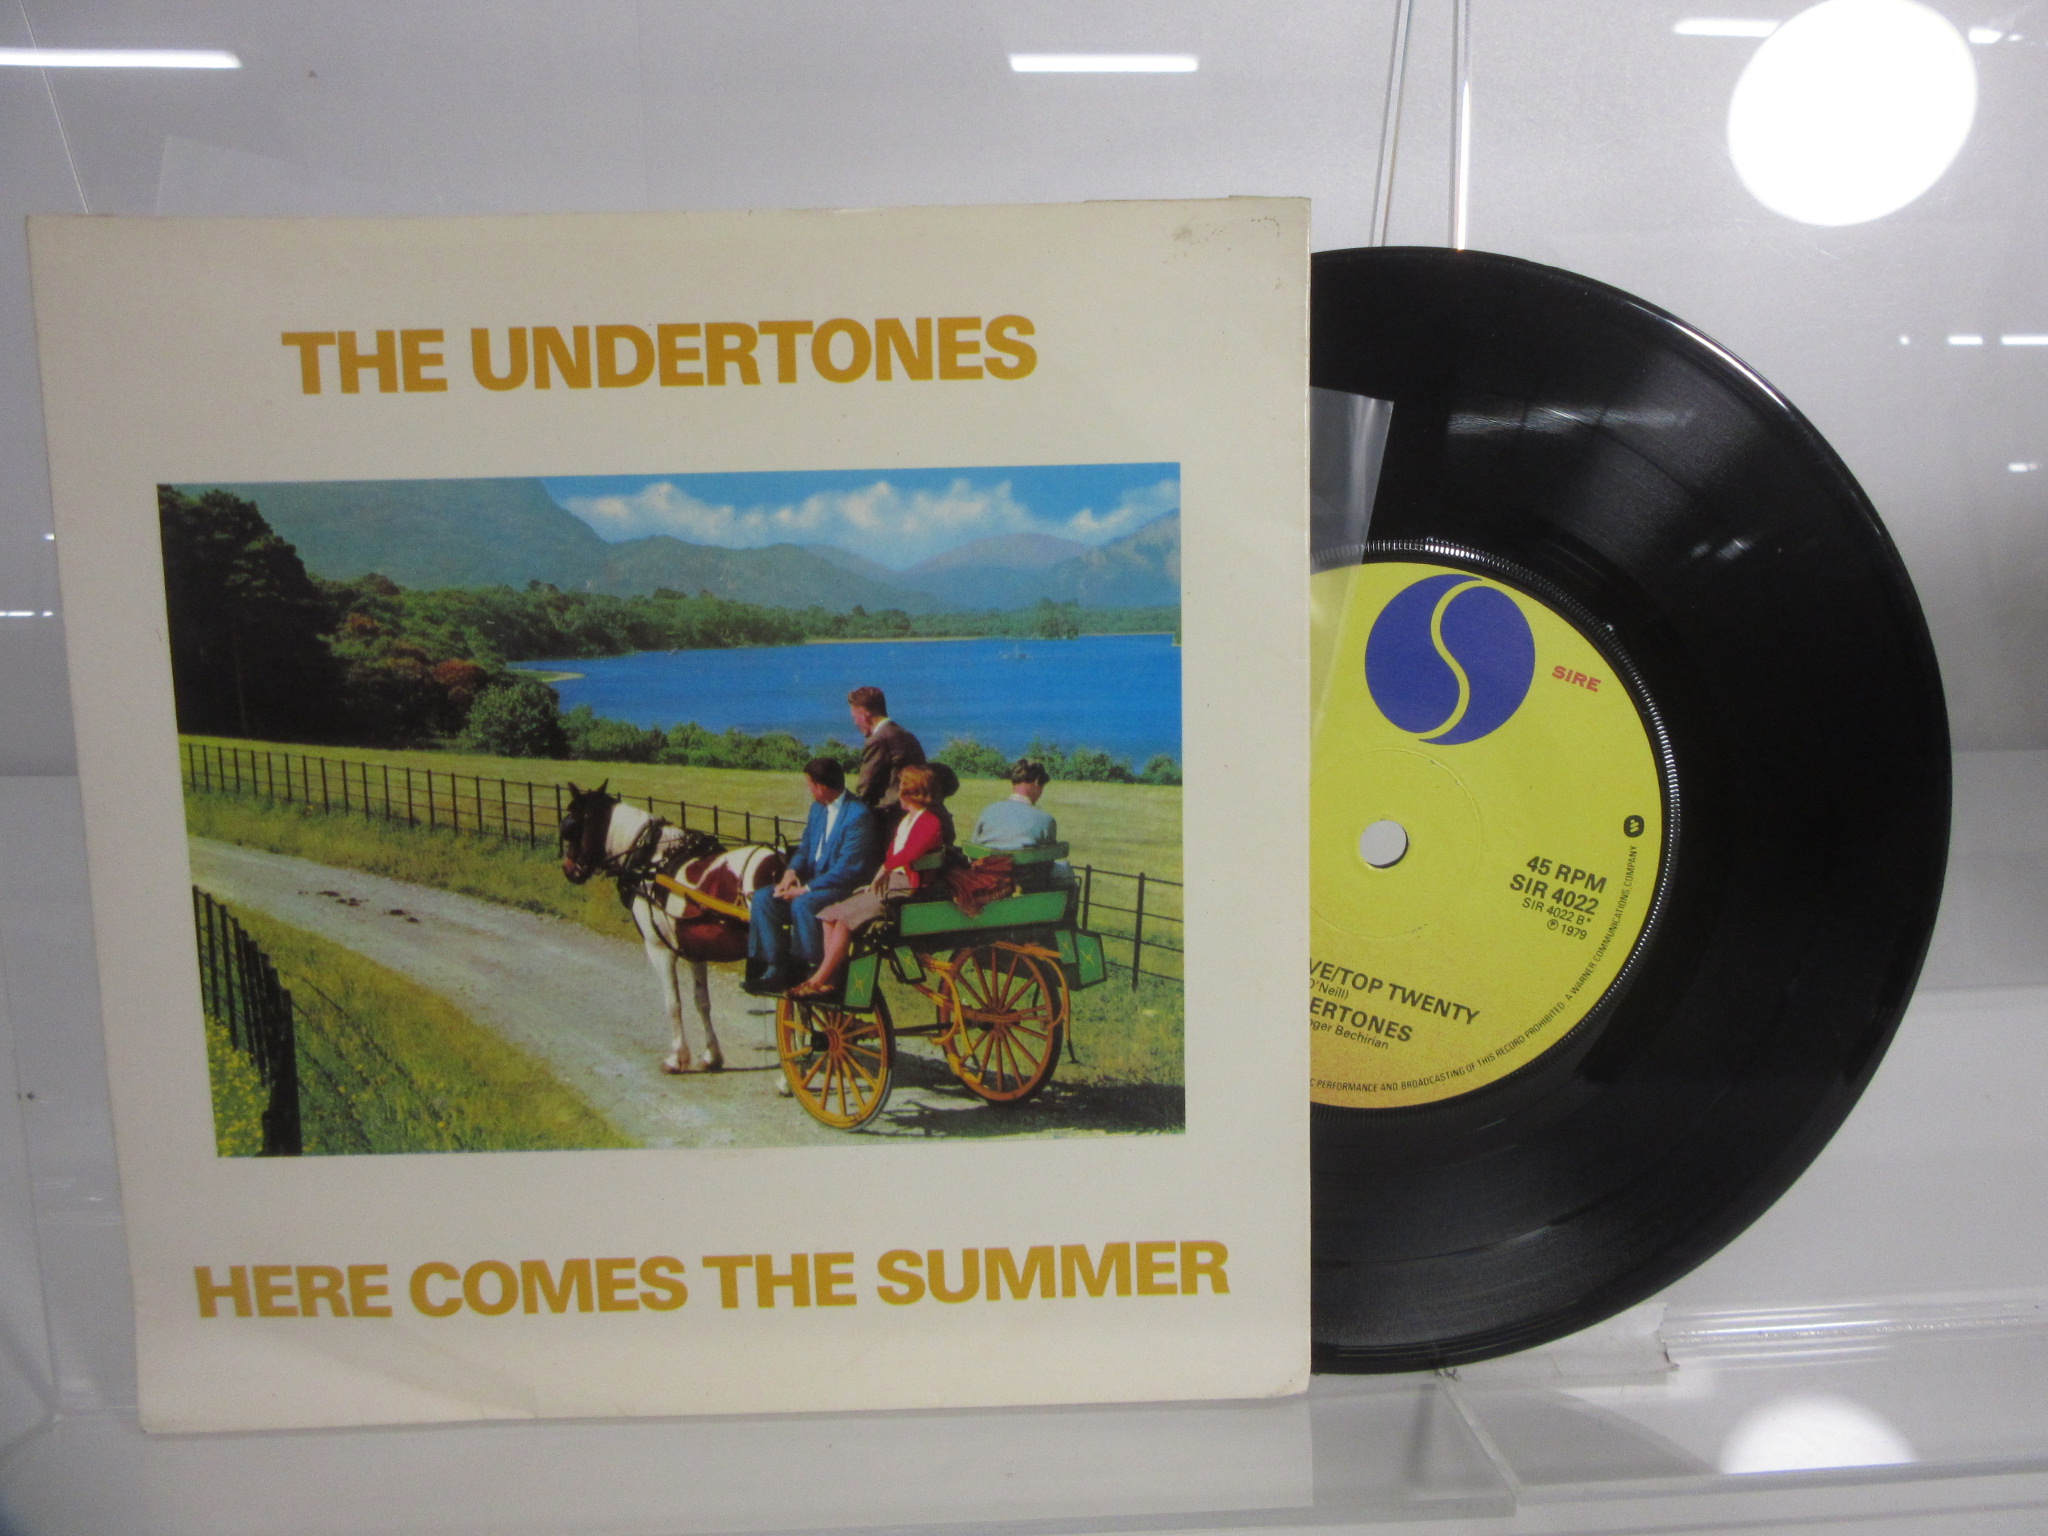 THE UNDERTONES
HERE COMES THE SUMMER
SIRE
45 RPM
SIR 4022
SIR 4022 B*
℗ 1979
VE/TOP TWENTY
O'Neill)
ERTONES
oger Bechirian
C PERFORMANCE AND BROADCASTING OF THIS RECORD PROHIBITED. A WARNER COMMUNICATIONS COMPANY